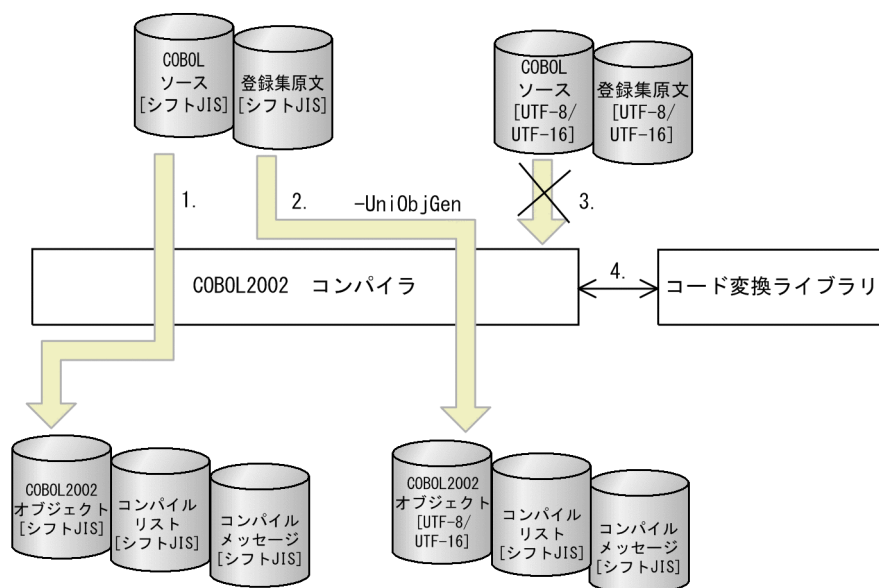 COBOL
ソース
[シフトJIS]
登録集原文
[シフトJIS]
COBOL
ソース
[UTF-8/
UTF-16]
登録集原文
[UTF-8/
UTF-16]
1.
2.
-UniObjGen
3.
COBOL2002 コンパイラ
4.
コード変換ライブラリ
COBOL2002
オブジェクト
[シフトJIS]
コンパイル
リスト
[シフトJIS]
コンパイル
メッセージ
[シフトJIS]
COBOL2002
オブジェクト
[UTF-8/
UTF-16]
コンパイル
リスト
[シフトJIS]
コンパイル
メッセージ
[シフトJIS]